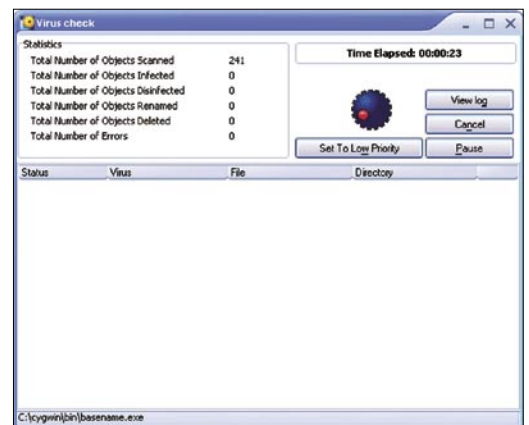 Virus check
Statistics
Total Number of Objects Scanned 241
Total Number of Objects Infected 0
Total Number of Objects Disinfected 0
Total Number of Objects Renamed 0
Total Number of Objects Deleted 0
Total Number of Errors 0
Time Elapsed: 00:00:23
View log
Cancel
Set To Low Priority Pause
Status Virus File Directory
C:\cygwin\bin\basename.exe